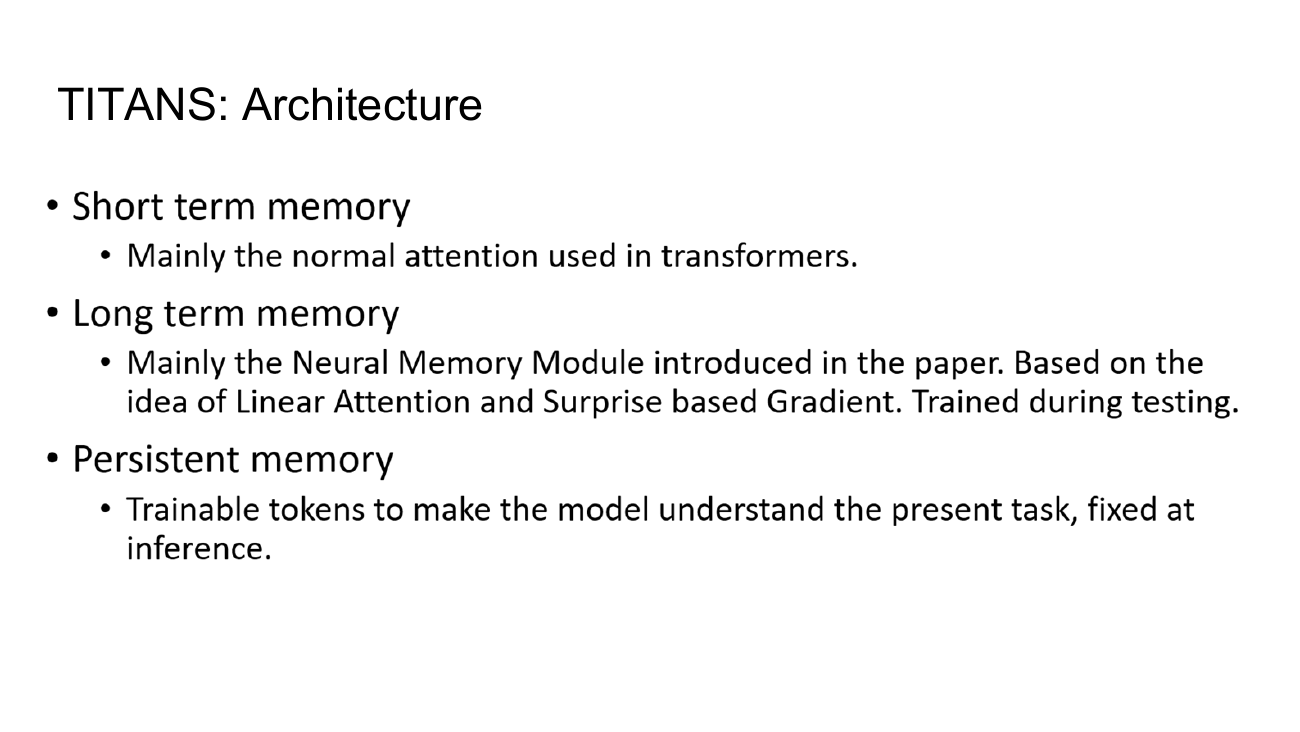 TITANS: Architecture
• Short term memory
• Mainly the normal attention used in transformers.
• Long term memory
• Mainly the Neural Memory Module introduced in the paper. Based on the
idea of Linear Attention and Surprise based Gradient. Trained during testing.
• Persistent memory
• Trainable tokens to make the model understand the present task, fixed at
inference.